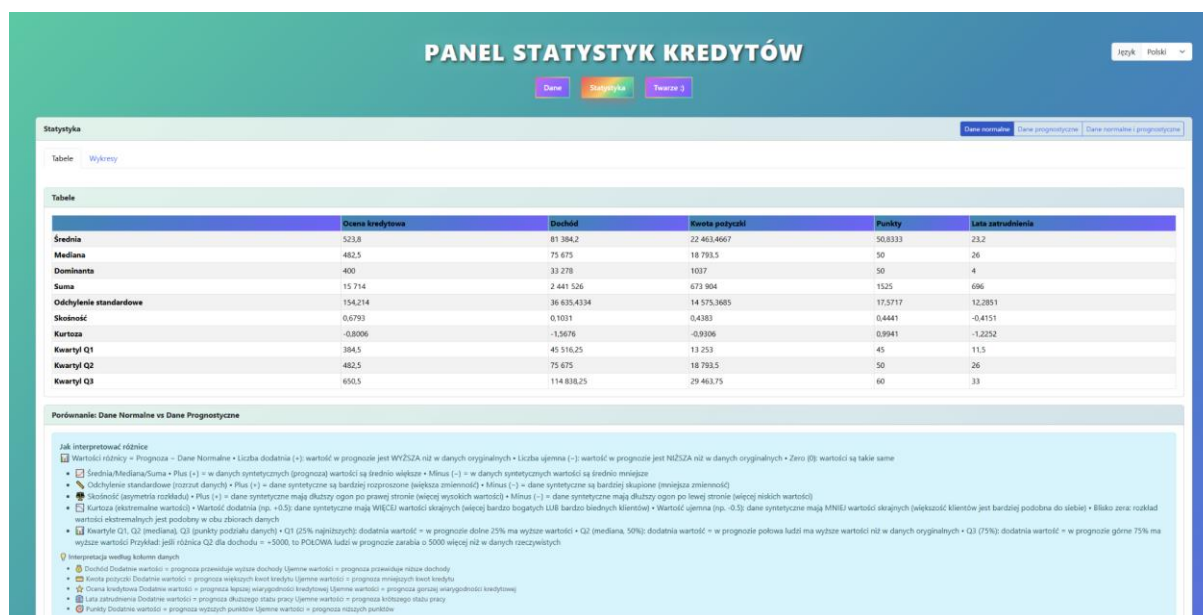 PANEL STATYSTYK KREDYTÓW
Język Polski
Dane Statystyka Twarze :)
Statystyka
Dane normalne Dane prognostyczne Dane normalne i prognostyczne
Tabele Wykresy
Tabele
Ocena kredytowa Dochód Kwota pożyczki Punkty Lata zatrudnienia
Średnia 523,8 81 384,2 22 463,4667 50,8333 23,2
Mediana 482,5 75 675 18 793,5 50 26
Dominanta 400 33 278 1037 50 4
Suma 15 714 2 441 526 673 904 1525 696
Odchylenie standardowe 154,214 36 635,4334 14 575,3685 17,5717 12,2851
Skośność 0,6793 0,1031 0,4383 0,4441 -0,4151
Kurtoza -0,8006 -1,5676 -0,9306 0,9941 -1,2252
Kwartyl Q1 384,5 45 516,25 13 253 45 11,5
Kwartyl Q2 482,5 75 675 18 793,5 50 26
Kwartyl Q3 650,5 114 838,25 29 463,75 60 33
Porównanie: Dane Normalne vs Dane Prognostyczne
Jak interpretować różnice
📊 Wartości różnicy = Prognoza − Dane Normalne • Liczba dodatnia (+): wartość w prognozie jest WYŻSZA niż w danych oryginalnych • Liczba ujemna (−): wartość w prognozie jest NIŻSZA niż w danych oryginalnych • Zero (0): wartości są takie same
• 📈 Średnia/Mediana/Suma • Plus (+) = w danych syntetycznych (prognoza) wartości są średnio większe • Minus (−) = w danych syntetycznych wartości są średnio mniejsze
• 📏 Odchylenie standardowe (rozrzut danych) • Plus (+) = dane syntetyczne są bardziej rozproszone (większa zmienność) • Minus (−) = dane syntetyczne są bardziej skupione (mniejsza zmienność)
• Skośność (asymetria rozkładu) • Plus (+) = dane syntetyczne mają dłuższy ogon po prawej stronie (więcej wysokich wartości) • Minus (−) = dane syntetyczne mają dłuższy ogon po lewej stronie (więcej niskich wartości)
• 📉 Kurtoza (ekstremalne wartości) • Wartość dodatnia (np. +0.5): dane syntetyczne mają WIĘCEJ wartości skrajnych (więcej bardzo bogatych LUB bardzo biednych klientów) • Wartość ujemna (np. -0.5): dane syntetyczne mają MNIEJ wartości skrajnych (większość klientów jest bardziej podobna do siebie) • Blisko zera: rozkład
wartości ekstremalnych jest podobny w obu zbiorach danych
• 📊 Kwartyle Q1, Q2 (mediana), Q3 (punkty podziału danych) • Q1 (25% najniższych): dodatnia wartość = w prognozie dolne 25% ma wyższe wartości • Q2 (mediana, 50%): dodatnia wartość = w prognozie połowa ludzi ma wyższe wartości niż w danych oryginalnych • Q3 (75%): dodatnia wartość = w prognozie górne 75% ma
wyższe wartości Przykład: jeśli różnica Q2 dla dochodu = +5000, to POŁOWA ludzi w prognozie zarabia o 5000 więcej niż w danych rzeczywistych
💡 Interpretacja według kolumn danych
• 💰 Dochód Dodatnie wartości = prognoza przewiduje wyższe dochody Ujemne wartości = prognoza przewiduje niższe dochody
• 💳 Kwota pożyczki Dodatnie wartości = prognoza większych kwot kredytu Ujemne wartości = prognoza mniejszych kwot kredytu
• ⭐ Ocena kredytowa Dodatnie wartości = prognoza lepszej wiarygodności kredytowej Ujemne wartości = prognoza gorszej wiarygodności kredytowej
• 🏢 Lata zatrudnienia Dodatnie wartości = prognoza dłuższego stażu pracy Ujemne wartości = prognoza krótszego stażu pracy
• 🎯 Punkty Dodatnie wartości = prognoza wyższych punktów Ujemne wartości = prognoza niższych punktów